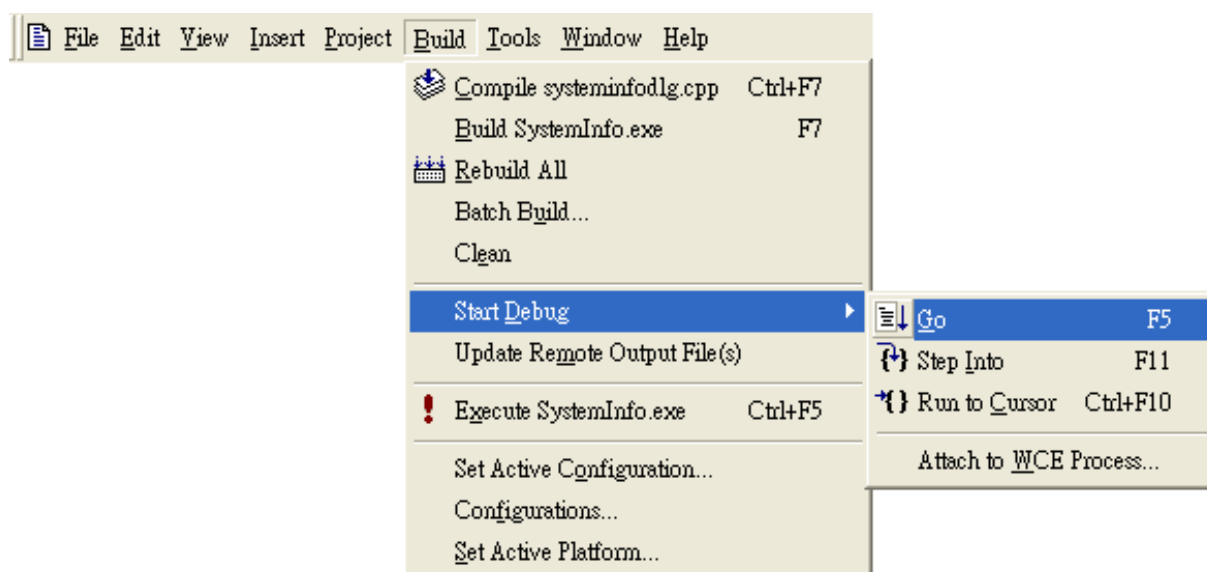 File Edit View Insert Project Build Tools Window Help
Compile systeminfodlg.cpp Ctrl+F7
Build SystemInfo.exe F7
Rebuild All
Batch Build...
Clean
Start Debug
Update Remote Output File(s)
Execute SystemInfo.exe Ctrl+F5
Set Active Configuration...
Configurations...
Set Active Platform...
Go F5
Step Into F11
Run to Cursor Ctrl+F10
Attach to WCE Process...